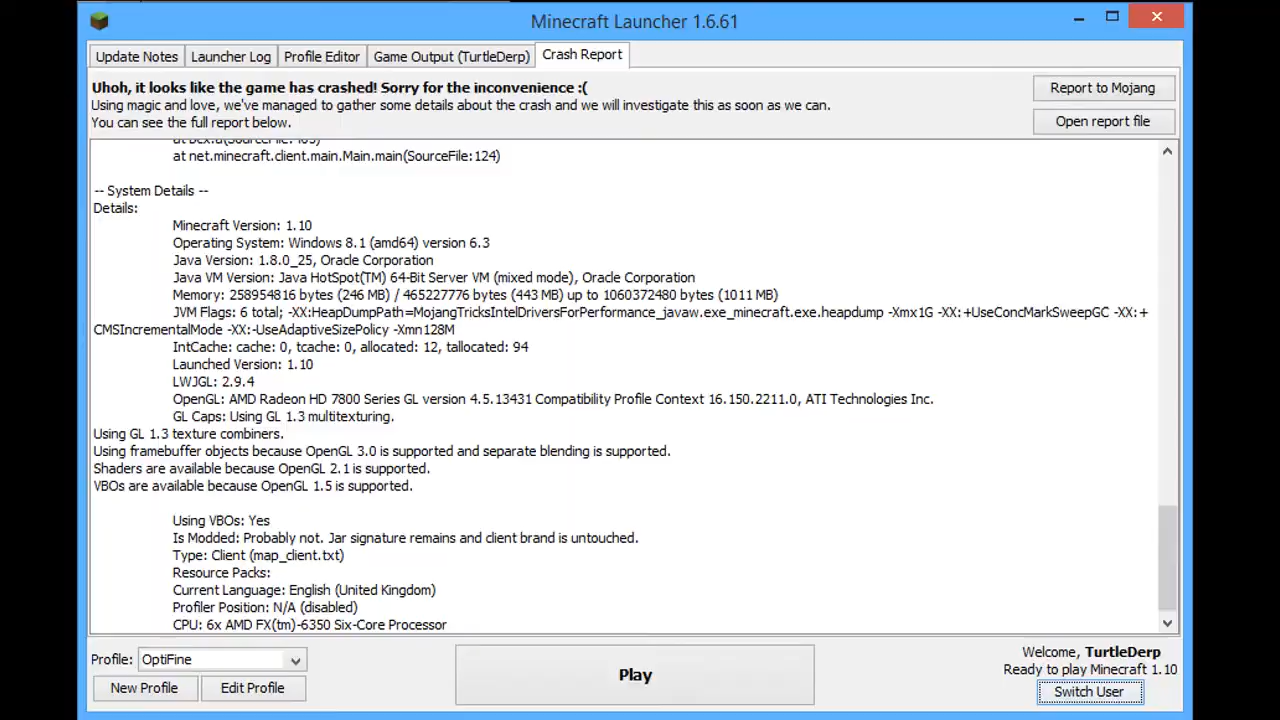 Minecraft Launcher 1.6.61
Update Notes
Launcher Log
Profile Editor
Game Output (TurtleDerp)
Crash Report
Uhoh, it looks like the game has crashed! Sorry for the inconvenience :(
Using magic and love, we've managed to gather some details about the crash and we will investigate this as soon as we can.
You can see the full report below.
Report to Mojang
Open report file
at net.minecraft.client.main.Main.main(SourceFile:124)
-- System Details --
Details:
Minecraft Version: 1.10
Operating System: Windows 8.1 (amd64) version 6.3
Java Version: 1.8.0_25, Oracle Corporation
Java VM Version: Java HotSpot(TM) 64-Bit Server VM (mixed mode), Oracle Corporation
Memory: 258954816 bytes (246 MB) / 465227776 bytes (443 MB) up to 1060372480 bytes (1011 MB)
JVM Flags: 6 total; -XX:HeapDumpPath=MojangTricksIntelDriversForPerformance_javaw.exe_minecraft.exe.heapdump -Xmx1G -XX:+UseConcMarkSweepGC -XX:+
CMSIncrementalMode -XX:-UseAdaptiveSizePolicy -Xmn128M
IntCache: cache: 0, tcache: 0, allocated: 12, tallocated: 94
Launched Version: 1.10
LWJGL: 2.9.4
OpenGL: AMD Radeon HD 7800 Series GL version 4.5.13431 Compatibility Profile Context 16.150.2211.0, ATI Technologies Inc.
GL Caps: Using GL 1.3 multitexturing.
Using GL 1.3 texture combiners.
Using framebuffer objects because OpenGL 3.0 is supported and separate blending is supported.
Shaders are available because OpenGL 2.1 is supported.
VBOs are available because OpenGL 1.5 is supported.
Using VBOs: Yes
Is Modded: Probably not. Jar signature remains and client brand is untouched.
Type: Client (map_client.txt)
Resource Packs:
Current Language: English (United Kingdom)
Profiler Position: N/A (disabled)
CPU: 6x AMD FX(tm)-6350 Six-Core Processor
Profile: OptiFine
New Profile
Edit Profile
Play
Welcome, TurtleDerp
Ready to play Minecraft 1.10
Switch User